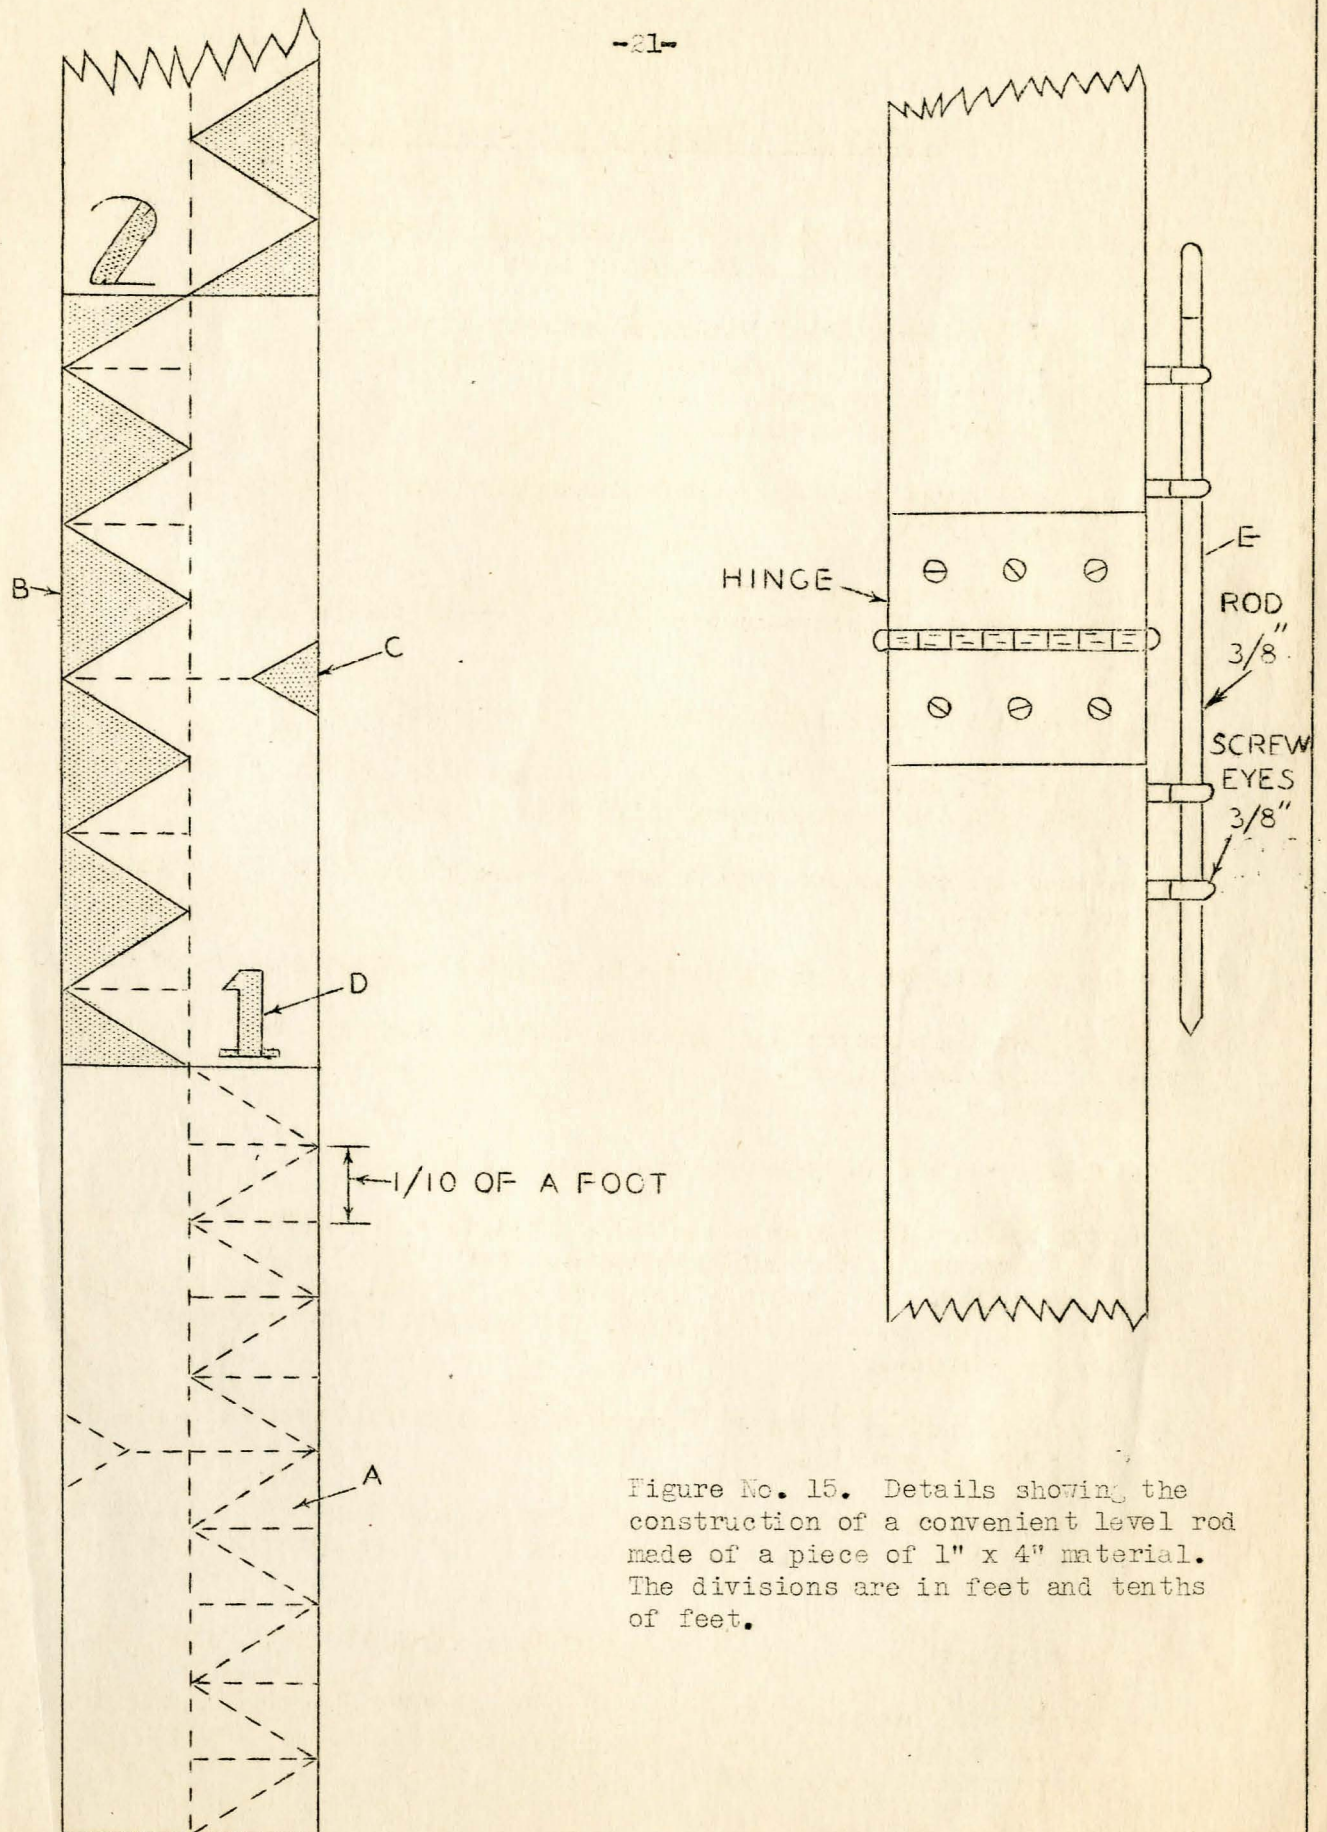 -21-
2
B
C
1
D
1/10 OF A FOOT
A
HINGE
E
ROD
3/8"
SCREW
EYES
3/8"
Figure No. 15. Details showing the
construction of a convenient level rod
made of a piece of 1" x 4" material.
The divisions are in feet and tenths
of feet.